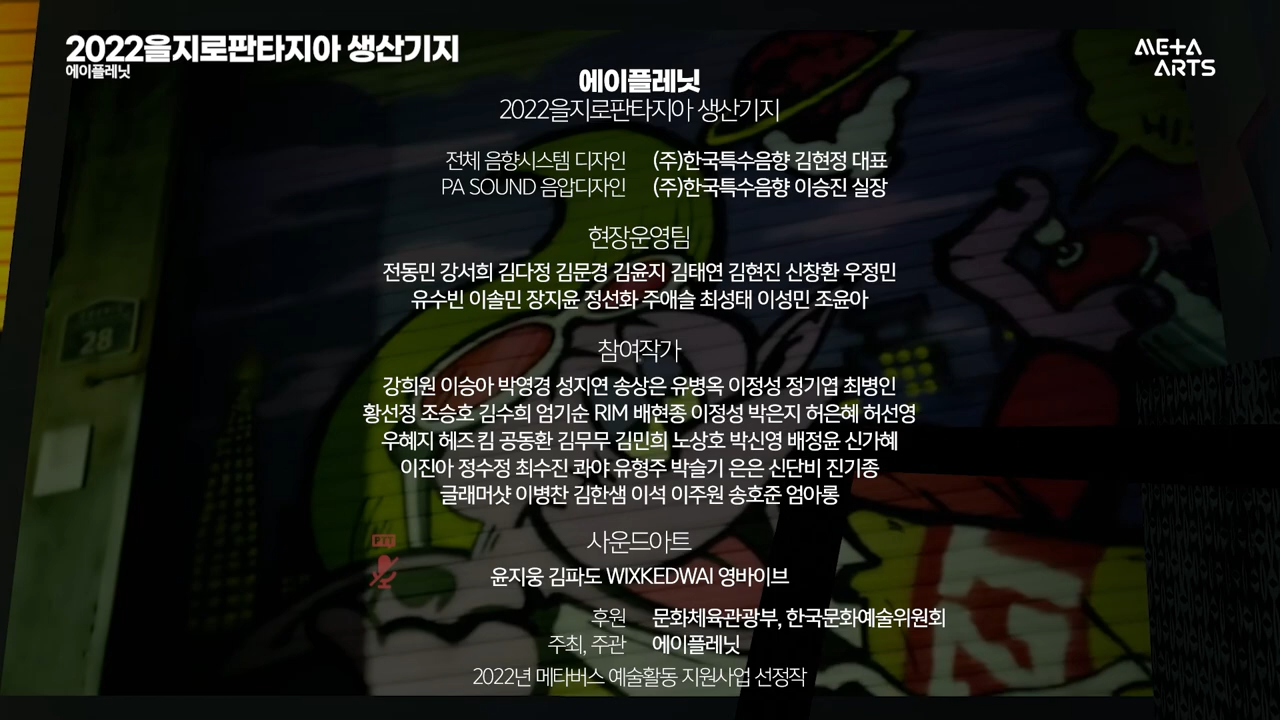 2022을지로판타지아 생산기지
에이플레닛
META
ARTS
에이플레닛
2022을지로판타지아 생산기지
전체 음향시스템 디자인 (주)한국특수음향 김현정 대표
PA SOUND 음압디자인 (주)한국특수음향 이승진 실장
현장운영팀
전동민 강서희 김다정 김문경 김윤지 김태연 김현진 신창환 우정민
유수빈 이솔민 장지윤 정선화 주애슬 최성태 이성민 조윤아
참여작가
강희원 이승아 박영경 성지연 송상은 유병옥 이정성 정기엽 최병인
황선정 조승호 김수희 엄기순 RIM 배현종 이정성 박은지 허은혜 허선영
우혜지 헤즈킴 공동환 김무무 김민희 노상호 박신영 배정윤 신가혜
이진아 정수정 최수진 콰야 유형주 박슬기 은은 신단비 진기종
글래머샷 이병찬 김한샘 이석 이주원 송호준 엄아롱
사운드아트
PTT
윤지웅 김파도 WIXKEDWAI 영바이브
후원 문화체육관광부, 한국문화예술위원회
주최, 주관 에이플레닛
2022년 메타버스 예술활동 지원사업 선정작
HI
28